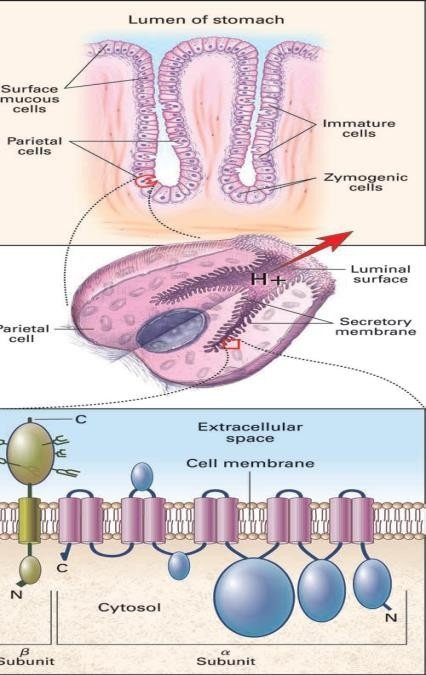 Lumen of stomach
Surface
mucous
cells
Parietal
cells
Immature
cells
Zymogenic
cells
H+
Luminal
surface
Secretory
membrane
Parietal
cell
C
Extracellular
space
Cell membrane
C
N
Cytosol
N
β
Subunit
α
Subunit